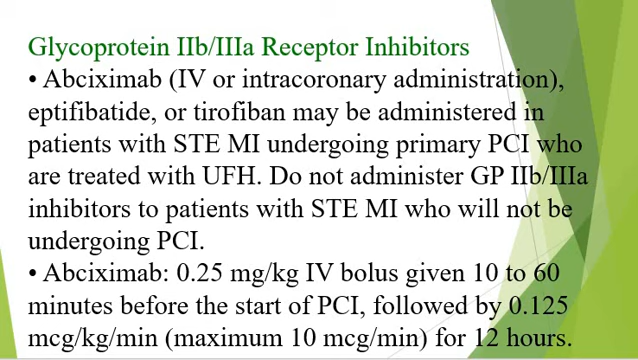 Glycoprotein IIb/IIIa Receptor Inhibitors
• Abciximab (IV or intracoronary administration),
eptifibatide, or tirofiban may be administered in
patients with STE MI undergoing primary PCI who
are treated with UFH. Do not administer GP IIb/IIIa
inhibitors to patients with STE MI who will not be
undergoing PCI.
• Abciximab: 0.25 mg/kg IV bolus given 10 to 60
minutes before the start of PCI, followed by 0.125
mcg/kg/min (maximum 10 mcg/min) for 12 hours.